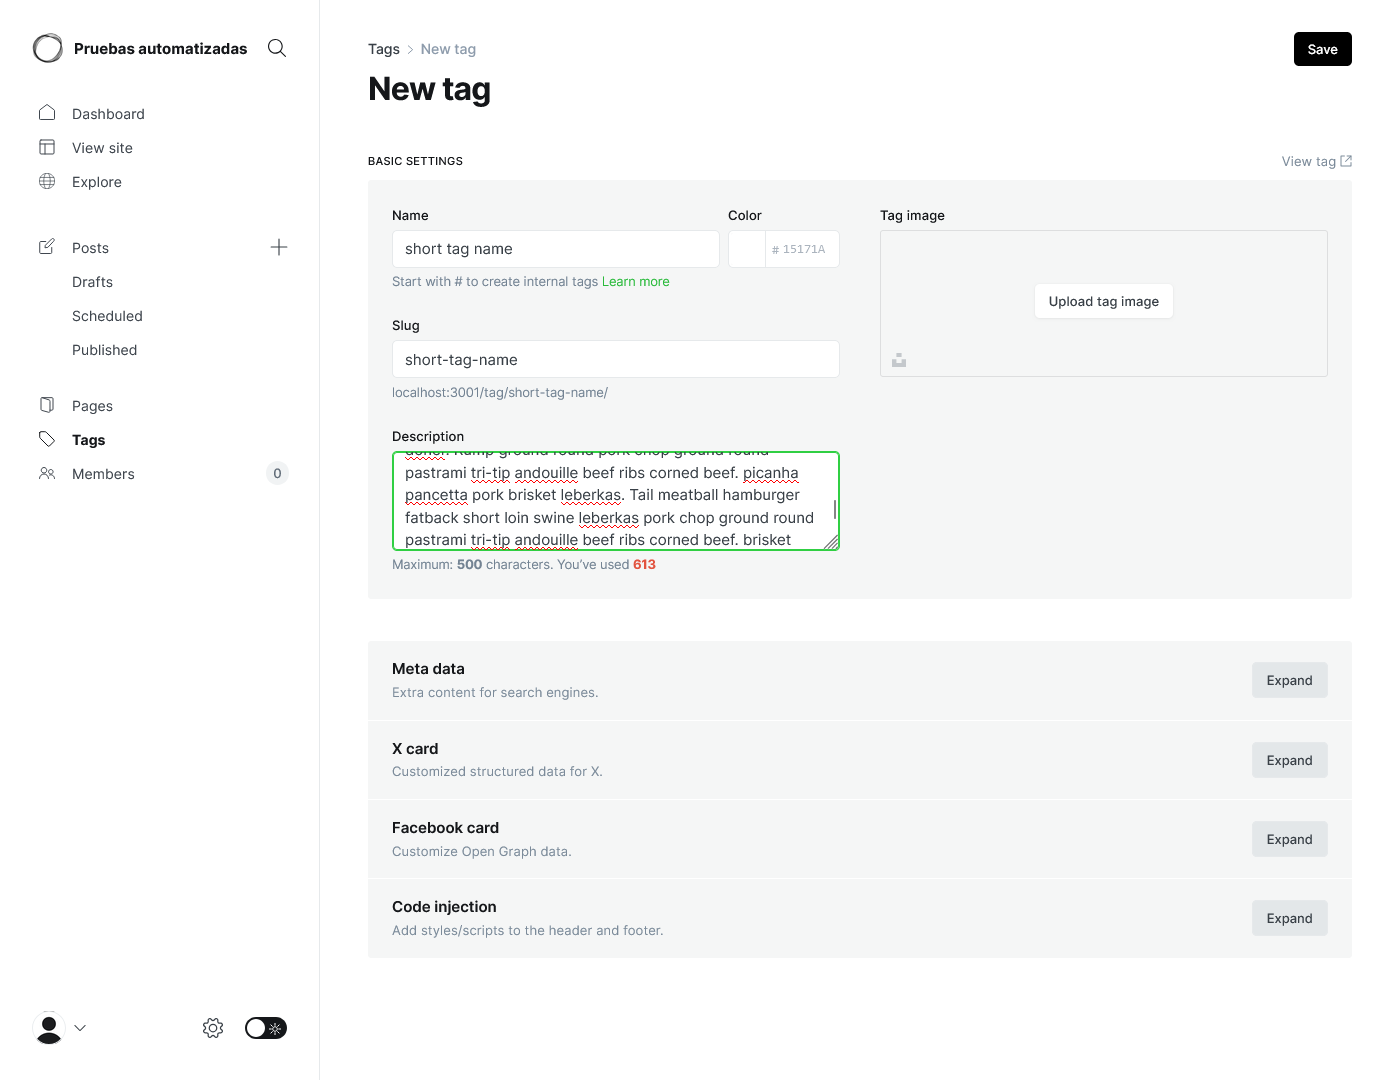 Pruebas automatizadas
Dashboard
View site
Explore
Posts
Drafts
Scheduled
Published
Pages
Tags
Members
0
Tags > New tag
Save
New tag
BASIC SETTINGS
View tag
Name
short tag name
Start with # to create internal tags Learn more
Color
# 15171A
Tag image
Upload tag image
Slug
short-tag-name
localhost:3001/tag/short-tag-name/
Description
pastrami tri-tip andouille beef ribs corned beef. picanha
pancetta pork brisket leberkas. Tail meatball hamburger
fatback short loin swine leberkas pork chop ground round
pastrami tri-tip andouille beef ribs corned beef. brisket
Maximum: 500 characters. You've used 613
Meta data
Extra content for search engines.
Expand
X card
Customized structured data for X.
Expand
Facebook card
Customize Open Graph data.
Expand
Code injection
Add styles/scripts to the header and footer.
Expand